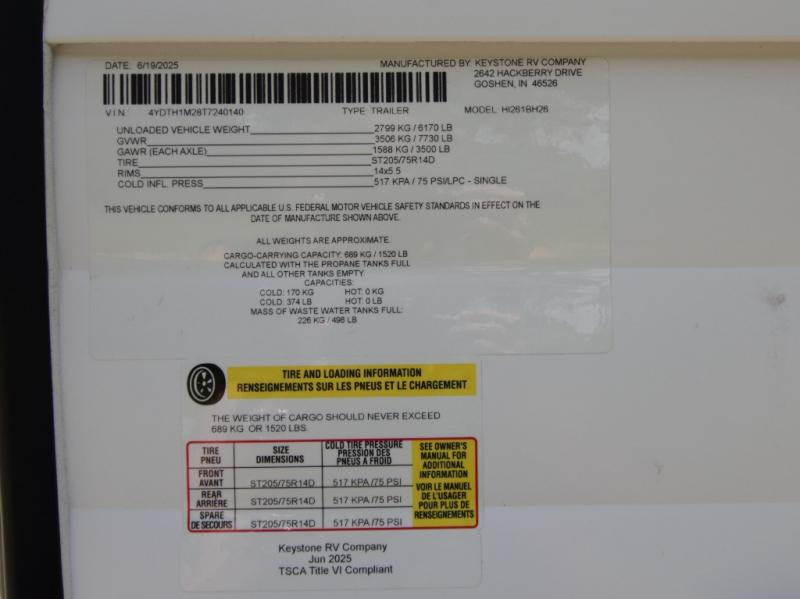 DATE: 6/19/2025 MANUFACTURED BY: KEYSTONE RV COMPANY
2642 HACKBERRY DRIVE
GOSHEN, IN 46526
VIN: 4YDTH1M28T7240140 TYPE: TRAILER MODEL: HI261BH26
UNLOADED VEHICLE WEIGHT 2799 KG / 6170 LB
GVWR 3506 KG / 7730 LB
GAWR (EACH AXLE) 1588 KG / 3500 LB
TIRE ST205/75R14D
RIMS 14x5.5
COLD INFL. PRESS 517 KPA / 75 PSI/LPC - SINGLE
THIS VEHICLE CONFORMS TO ALL APPLICABLE U.S. FEDERAL MOTOR VEHICLE SAFETY STANDARDS IN EFFECT ON THE
DATE OF MANUFACTURE SHOWN ABOVE.
ALL WEIGHTS ARE APPROXIMATE.
CARGO-CARRYING CAPACITY: 689 KG / 1520 LB
CALCULATED WITH THE PROPANE TANKS FULL
AND ALL OTHER TANKS EMPTY.
CAPACITIES:
COLD: 170 KG HOT: 0 KG
COLD: 374 LB HOT: 0 LB
MASS OF WASTE WATER TANKS FULL:
226 KG / 498 LB
TIRE AND LOADING INFORMATION
RENSEIGNEMENTS SUR LES PNEUS ET LE CHARGEMENT
THE WEIGHT OF CARGO SHOULD NEVER EXCEED
689 KG OR 1520 LBS.
TIRE
PNEU
SIZE
DIMENSIONS
COLD TIRE PRESSURE
PRESSION DES
PNEUS A FROID
SEE OWNER'S
MANUAL FOR
ADDITIONAL
INFORMATION
VOIR LE MANUEL
DE L'USAGER
POUR PLUS DE
RENSEIGNEMENTS
FRONT
AVANT
ST205/75R14D 517 KPA /75 PSI
REAR
ARRIÈRE
ST205/75R14D 517 KPA /75 PSI
SPARE
DE SECOURS
ST205/75R14D 517 KPA /75 PSI
Keystone RV Company
Jun 2025
TSCA Title VI Compliant